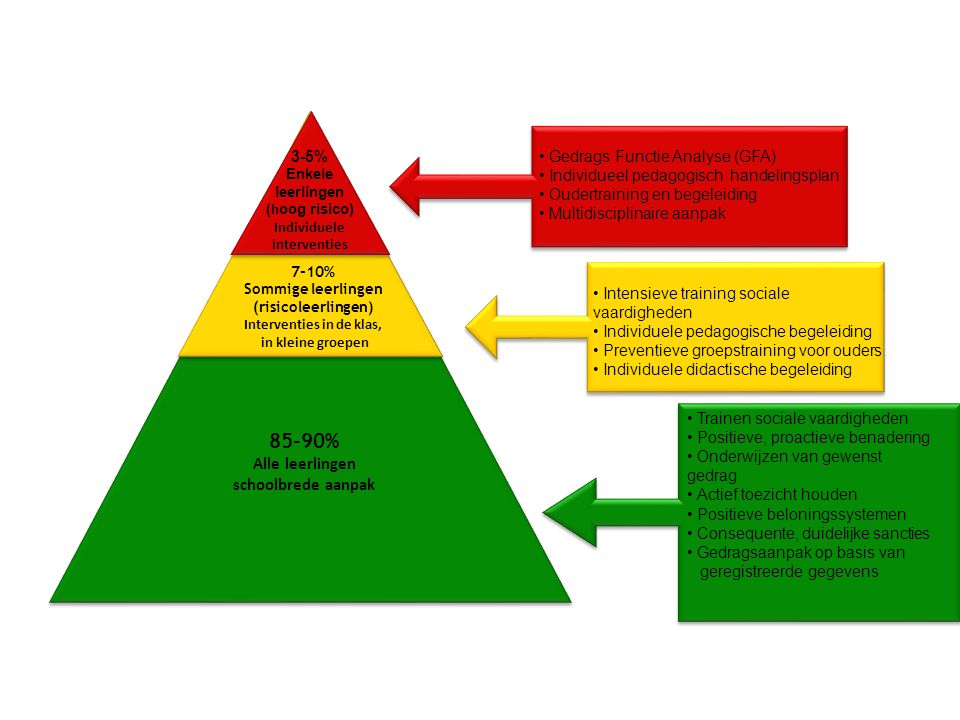 3-5%
Enkele
leerlingen
(hoog risico)
Individuele
interventies
• Gedrags Functie Analyse (GFA)
• Individueel pedagogisch handelingsplan
• Oudertraining en begeleiding
• Multidisciplinaire aanpak
7-10%
Sommige leerlingen
(risicoleerlingen)
Interventies in de klas,
in kleine groepen
• Intensieve training sociale
vaardigheden
• Individuele pedagogische begeleiding
• Preventieve groepstraining voor ouders
• Individuele didactische begeleiding
85-90%
Alle leerlingen
schoolbrede aanpak
• Trainen sociale vaardigheden
• Positieve, proactieve benadering
• Onderwijzen van gewenst
gedrag
• Actief toezicht houden
• Positieve beloningssystemen
• Consequente, duidelijke sancties
• Gedragsaanpak op basis van
geregistreerde gegevens